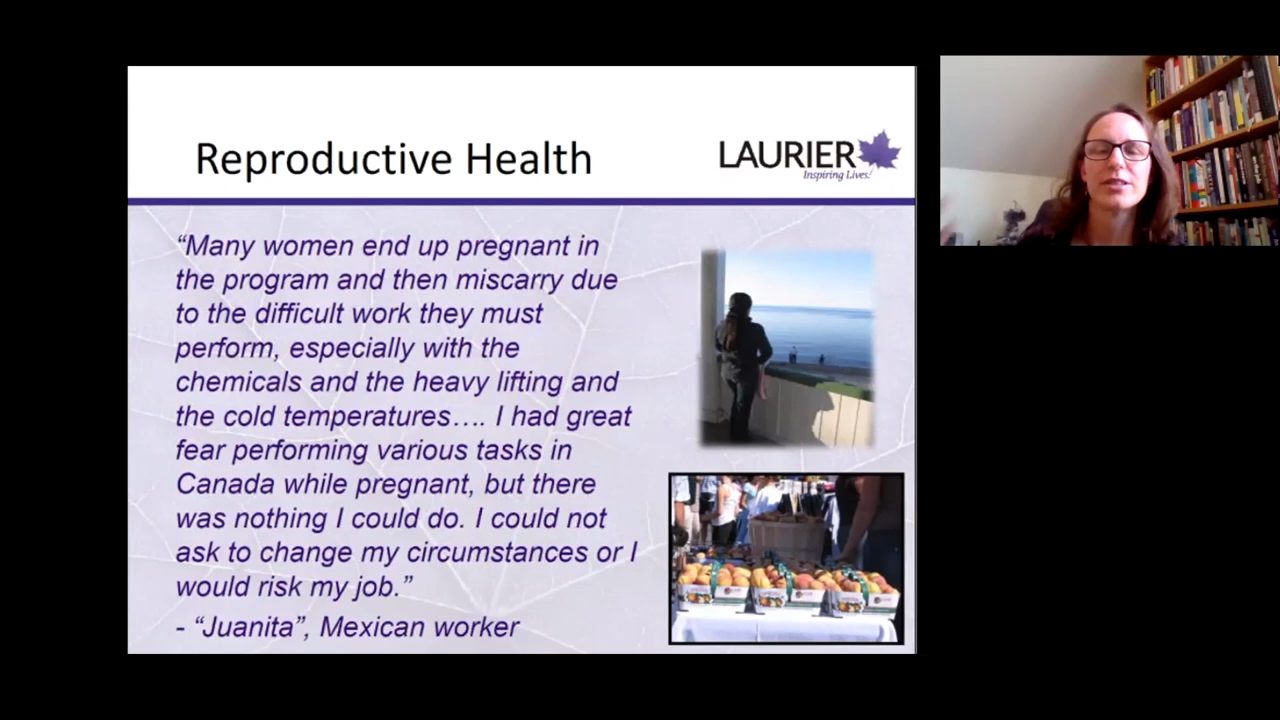 Reproductive Health
LAURIER
Inspiring Lives!
“Many women end up pregnant in
the program and then miscarry due
to the difficult work they must
perform, especially with the
chemicals and the heavy lifting and
the cold temperatures…. I had great
fear performing various tasks in
Canada while pregnant, but there
was nothing I could do. I could not
ask to change my circumstances or I
would risk my job.”
- “Juanita”, Mexican worker